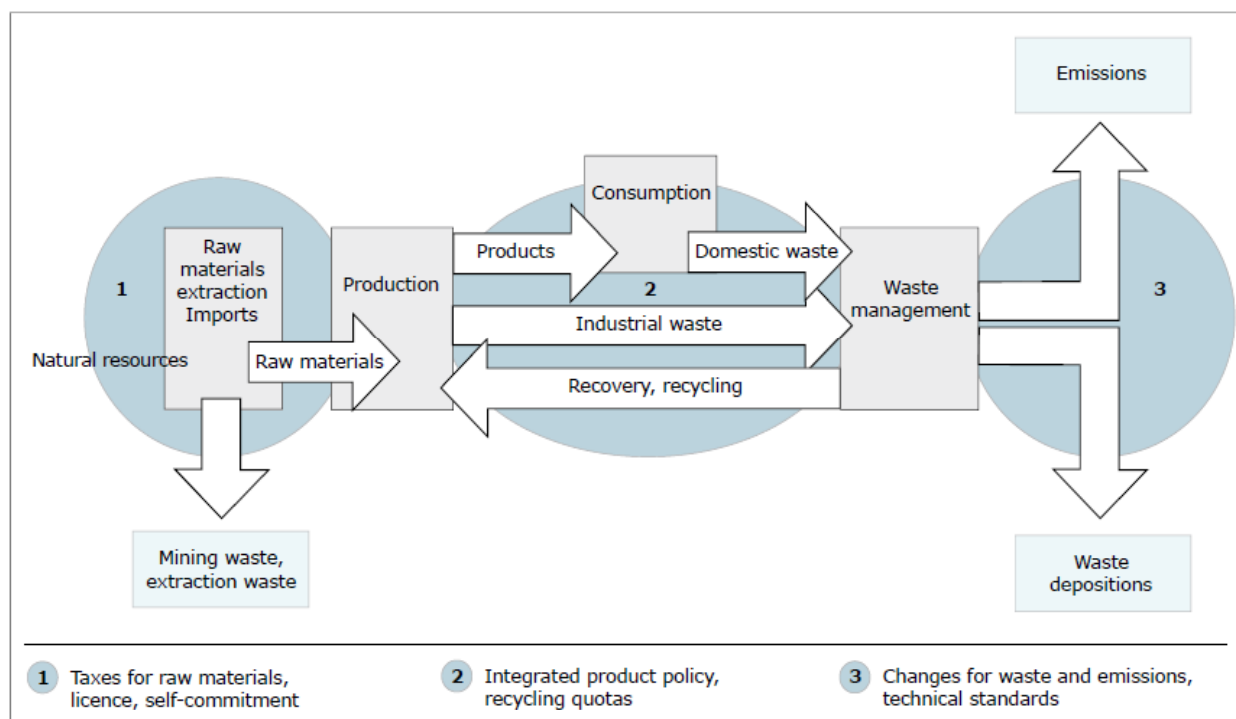 Emissions
Consumption
Raw
materials
extraction
Imports
1
Products
Domestic waste
Production
2
Waste
management
3
Industrial waste
Natural resources
Raw materials
Recovery, recycling
Mining waste,
extraction waste
Waste
depositions
1 Taxes for raw materials,
licence, self-commitment
2 Integrated product policy,
recycling quotas
3 Changes for waste and emissions,
technical standards